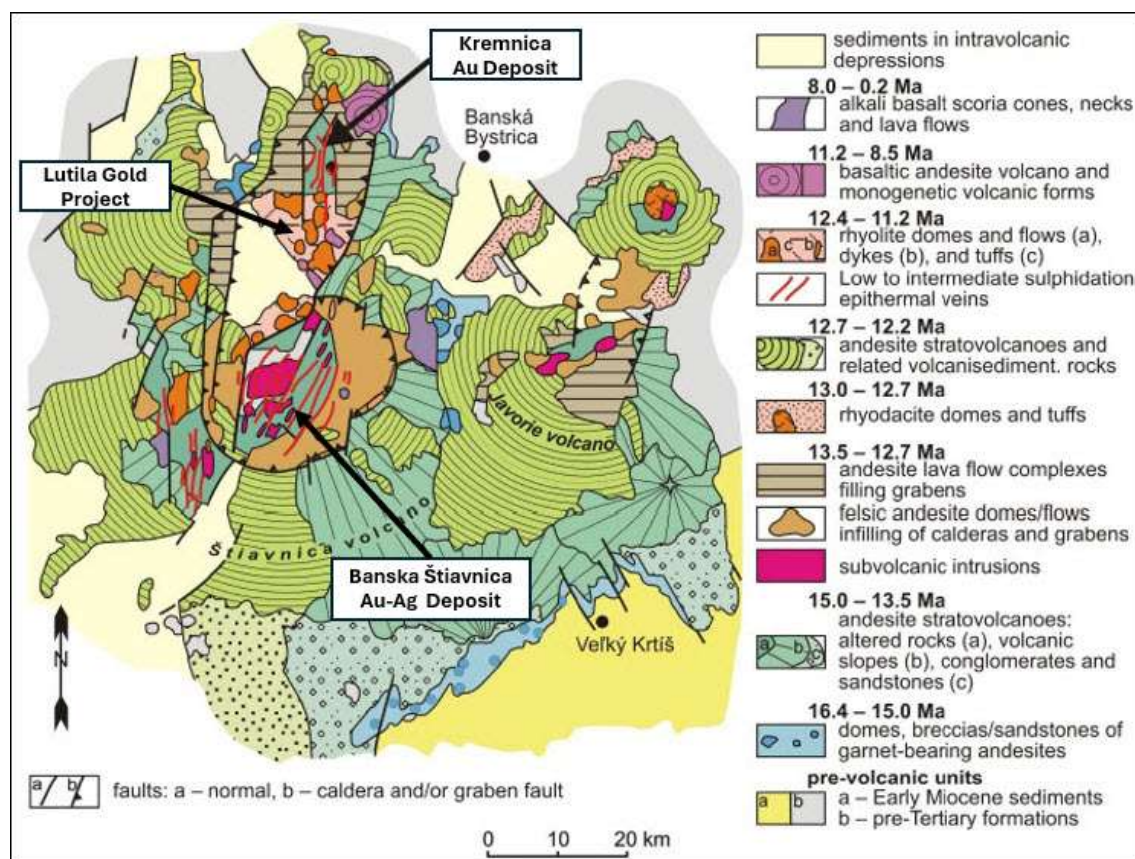 Kremnica
Au Deposit
Banská
Bystrica
Lutila Gold
Project
Javorie volcano
Štiavnica volcano
Banska Štiavnica
Au-Ag Deposit
Veľký Krtíš
N
a b
faults: a – normal, b – caldera and/or graben fault
0 10 20 km
sediments in intravolcanic
depressions
8.0 – 0.2 Ma
alkali basalt scoria cones, necks
and lava flows
11.2 – 8.5 Ma
basaltic andesite volcano and
monogenetic volcanic forms
12.4 – 11.2 Ma
a c b
rhyolite domes and flows (a),
dykes (b), and tuffs (c)
Low to intermediate sulphidation
epithermal veins
12.7 – 12.2 Ma
andesite stratovolcanoes and
related volcanisediment. rocks
13.0 – 12.7 Ma
rhyodacite domes and tuffs
13.5 – 12.7 Ma
andesite lava flow complexes
filling grabens
felsic andesite domes/flows
infilling of calderas and grabens
subvolcanic intrusions
15.0 – 13.5 Ma
andesite stratovolcanoes:
a b c
altered rocks (a), volcanic
slopes (b), conglomerates and
sandstones (c)
16.4 – 15.0 Ma
domes, breccias/sandstones of
garnet-bearing andesites
pre-volcanic units
a b
a – Early Miocene sediments
b – pre-Tertiary formations